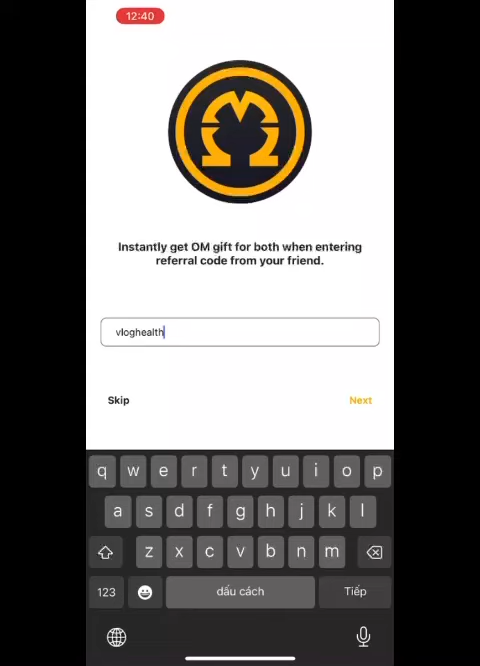 12:40
Instantly get OM gift for both when entering
referral code from your friend.
vloghealth
Skip Next
q w e r t y u i o p
a s d f g h j k l
z x c v b n m
123 dấu cách Tiếp